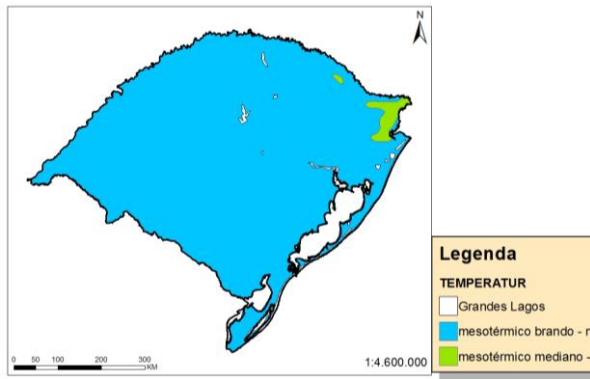 N
0 50 100 200 300
KM
1:4.600.000
Legenda
TEMPERATUR
Grandes Lagos
mesotérmico brando -
mesotérmico mediano -